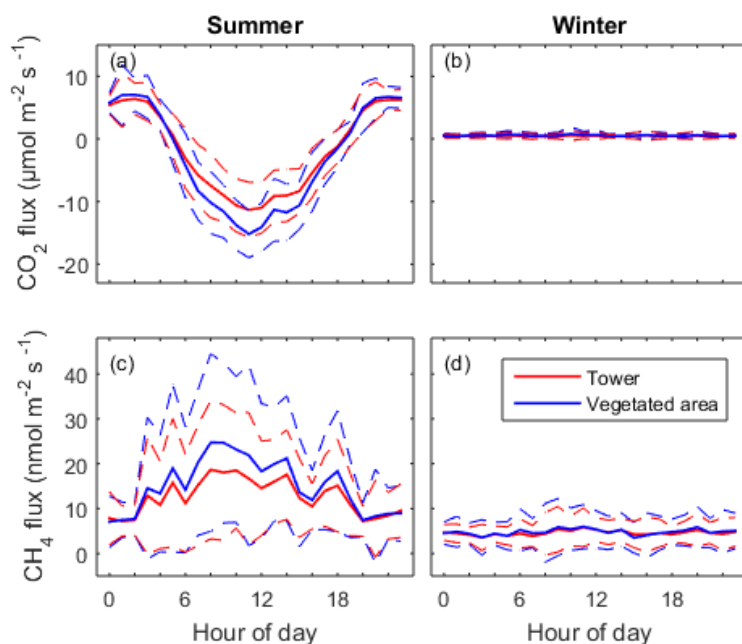 Summer
Winter
(a)
(b)
10
0
-10
-20
CO2 flux (μmol m-2 s-1)
(c)
(d)
40
30
20
10
0
CH4 flux (nmol m-2 s-1)
Tower
Vegetated area
0
6
12
18
0
6
12
18
Hour of day
Hour of day